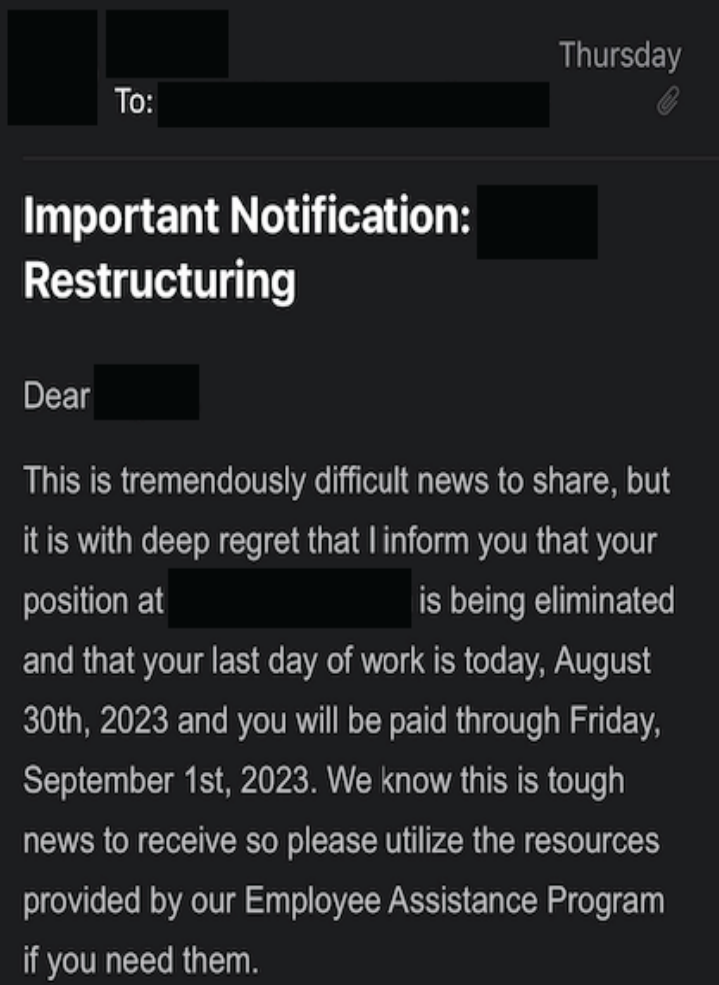 Thursday
To:
Important Notification:
Restructuring
Dear
This is tremendously difficult news to share, but
it is with deep regret that I inform you that your
position at is being eliminated
and that your last day of work is today, August
30th, 2023 and you will be paid through Friday,
September 1st, 2023. We know this is tough
news to receive so please utilize the resources
provided by our Employee Assistance Program
if you need them.